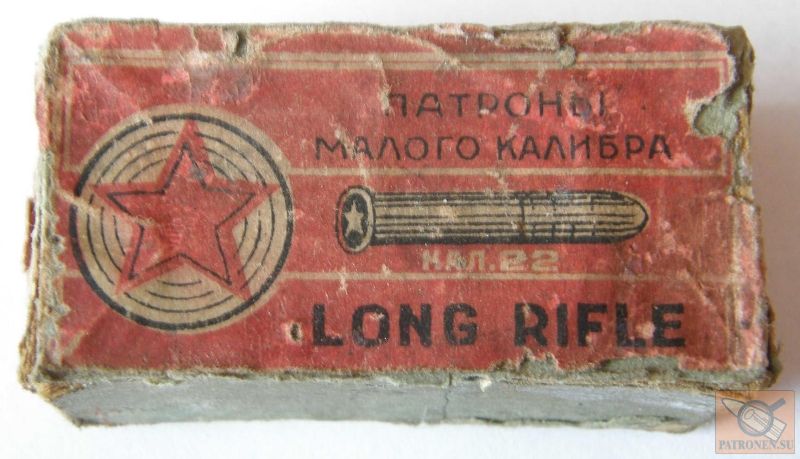 ПАТРОНЫ
МАЛОГО КАЛИБРА
КАЛ. 22
LONG RIFLE
PATRONEN.SU